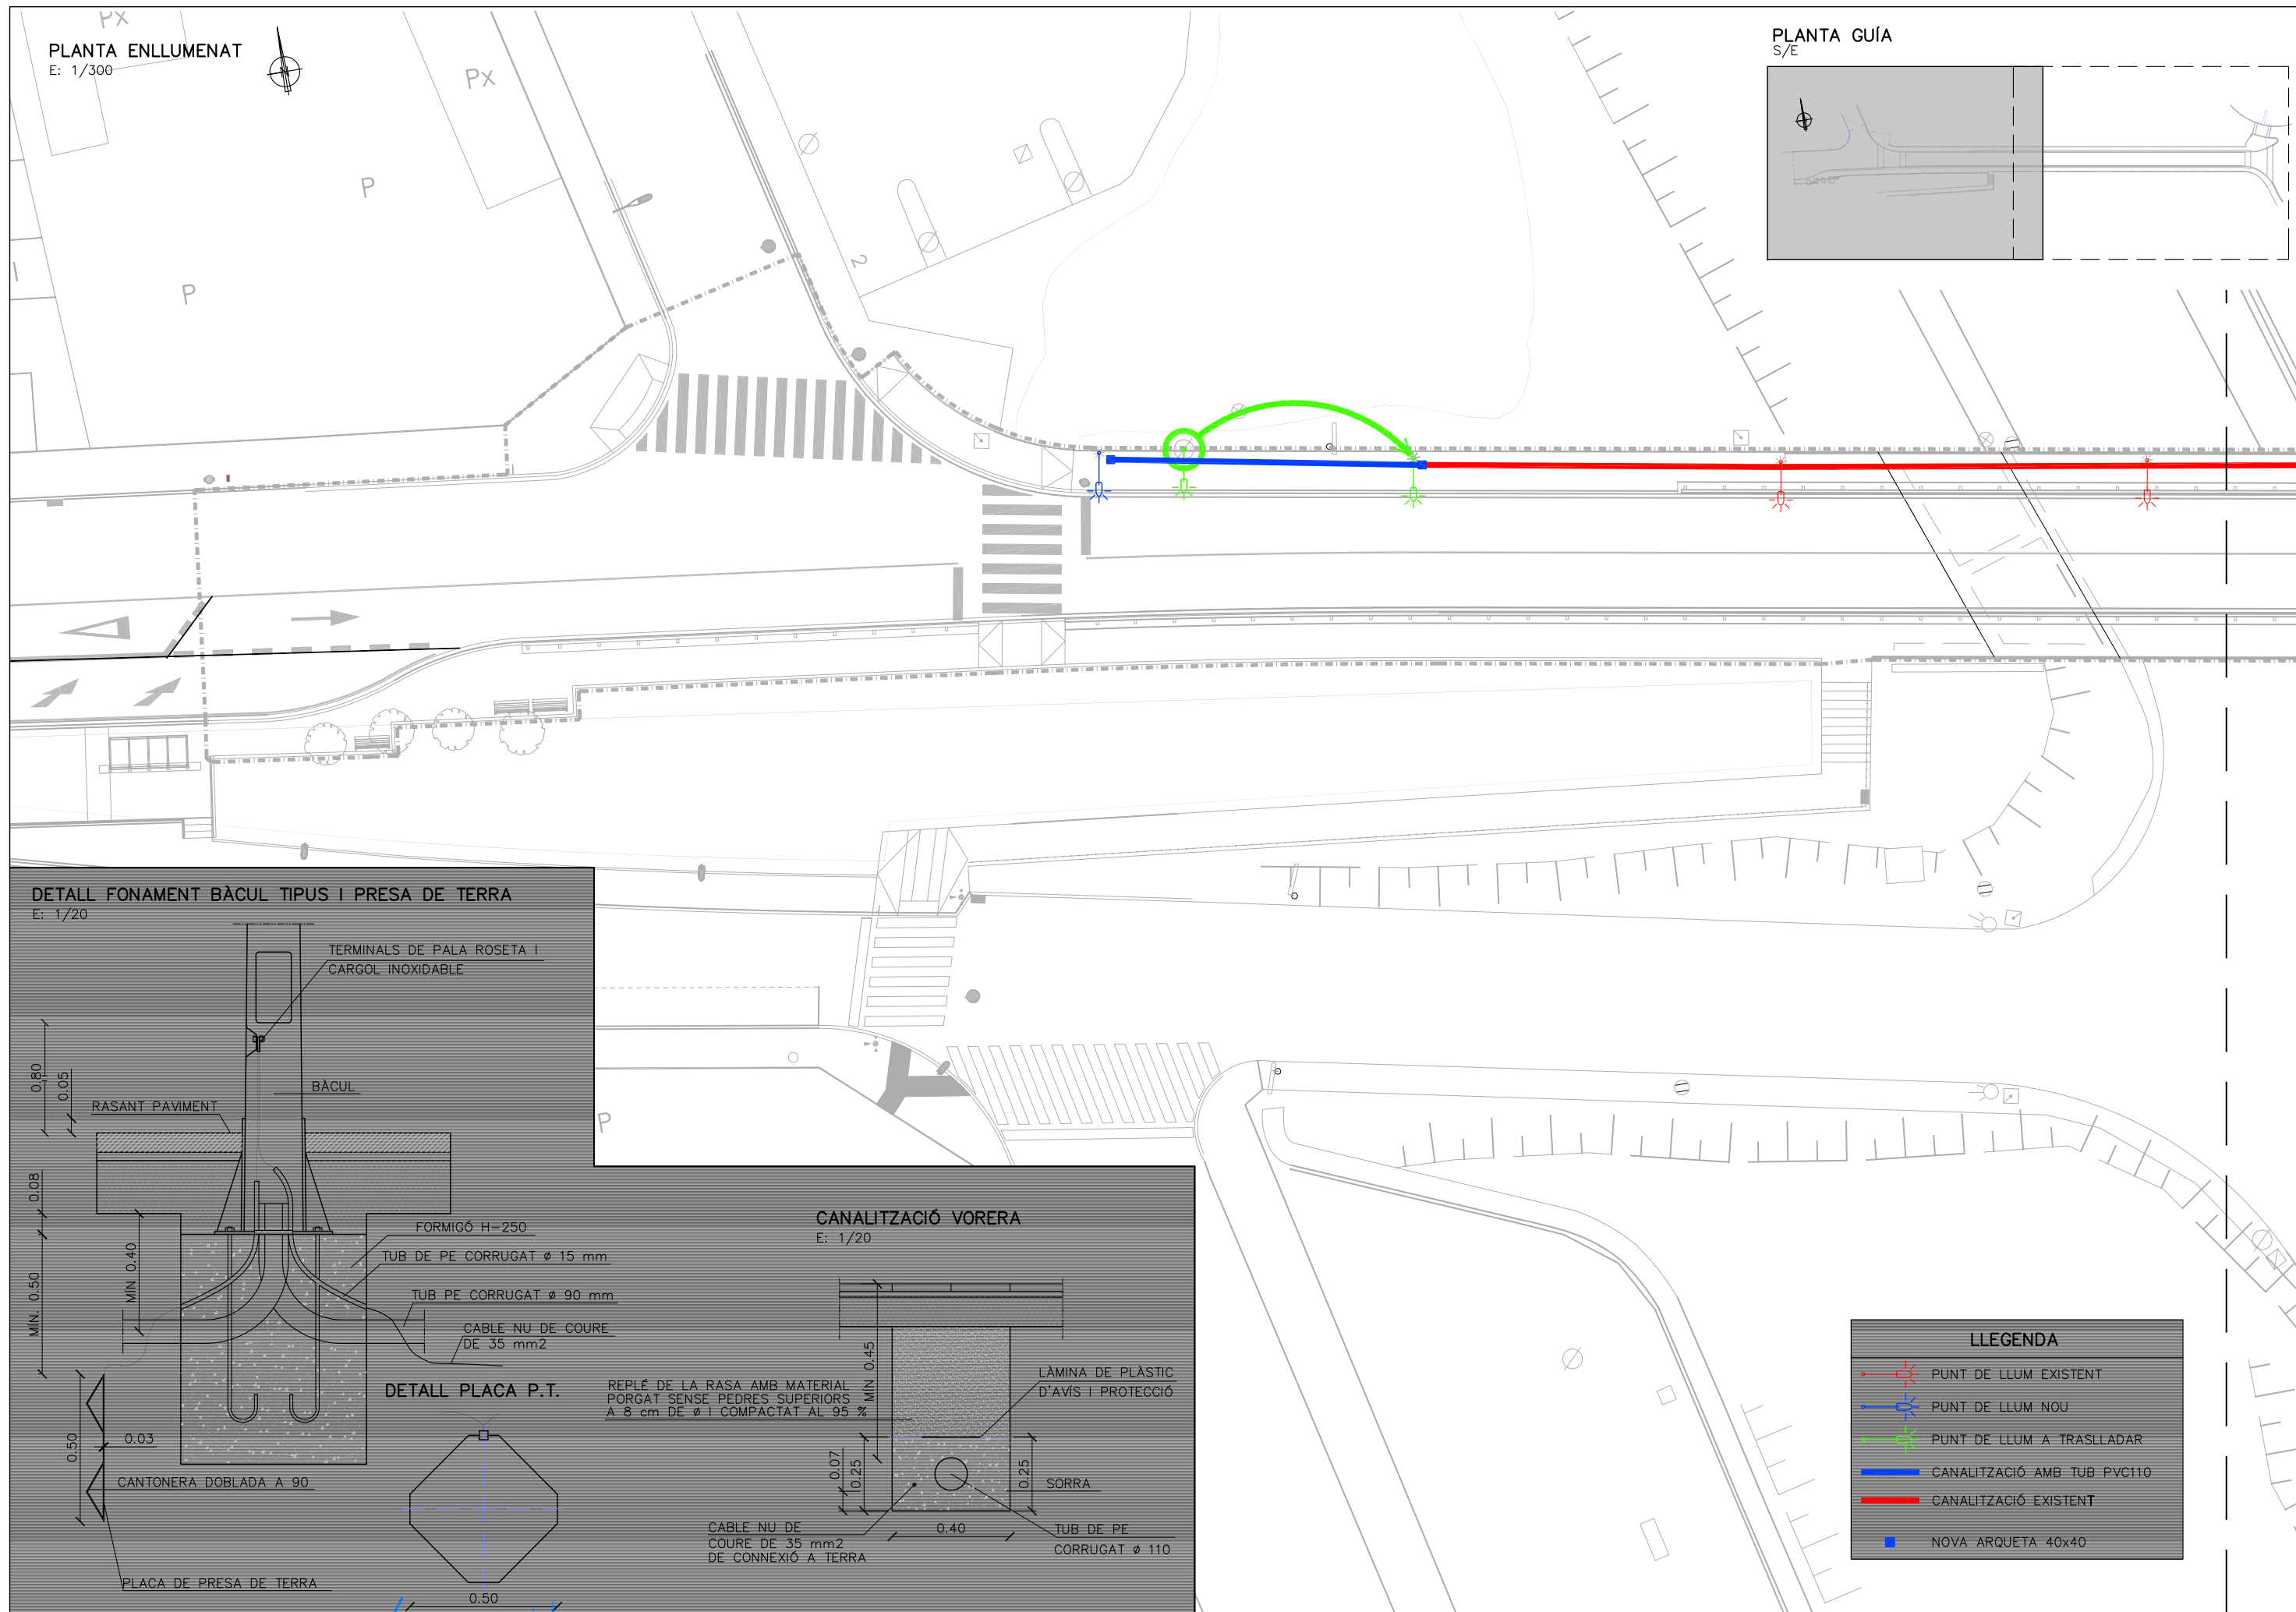 PX
PLANTA ENLLUMENAT
E: 1/300
N
PX
P
P
2
PLANTA GUÍA
S/E
DETALL FONAMENT BÀCUL TIPUS I PRESA DE TERRA
E: 1/20
TERMINALS DE PALA ROSETA I
CARGOL INOXIDABLE
0.80
0.05
BÀCUL
RASANT PAVIMENT
0.08
MÍN. 0.50
MÍN 0.40
FORMIGÓ H-250
TUB DE PE CORRUGAT ø 15 mm
TUB PE CORRUGAT ø 90 mm
CABLE NU DE COURE
DE 35 mm2
0.50
0.03
CANTONERA DOBLADA A 90
PLACA DE PRESA DE TERRA
DETALL PLACA P.T.
0.50
P
CANALITZACIÓ VORERA
E: 1/20
MÍN 0.45
REPLÉ DE LA RASA AMB MATERIAL
PORGAT SENSE PEDRES SUPERIORS
A 8 cm DE ø I COMPACTAT AL 95 %
LÀMINA DE PLÀSTIC
D'AVÍS I PROTECCIÓ
0.07
0.25
0.25
SORRA
0.40
CABLE NU DE
COURE DE 35 mm2
DE CONNEXIÓ A TERRA
TUB DE PE
CORRUGAT ø 110
LLEGENDA
PUNT DE LLUM EXISTENT
PUNT DE LLUM NOU
PUNT DE LLUM A TRASLLADAR
CANALITZACIÓ AMB TUB PVC110
CANALITZACIÓ EXISTENT
NOVA ARQUETA 40x40